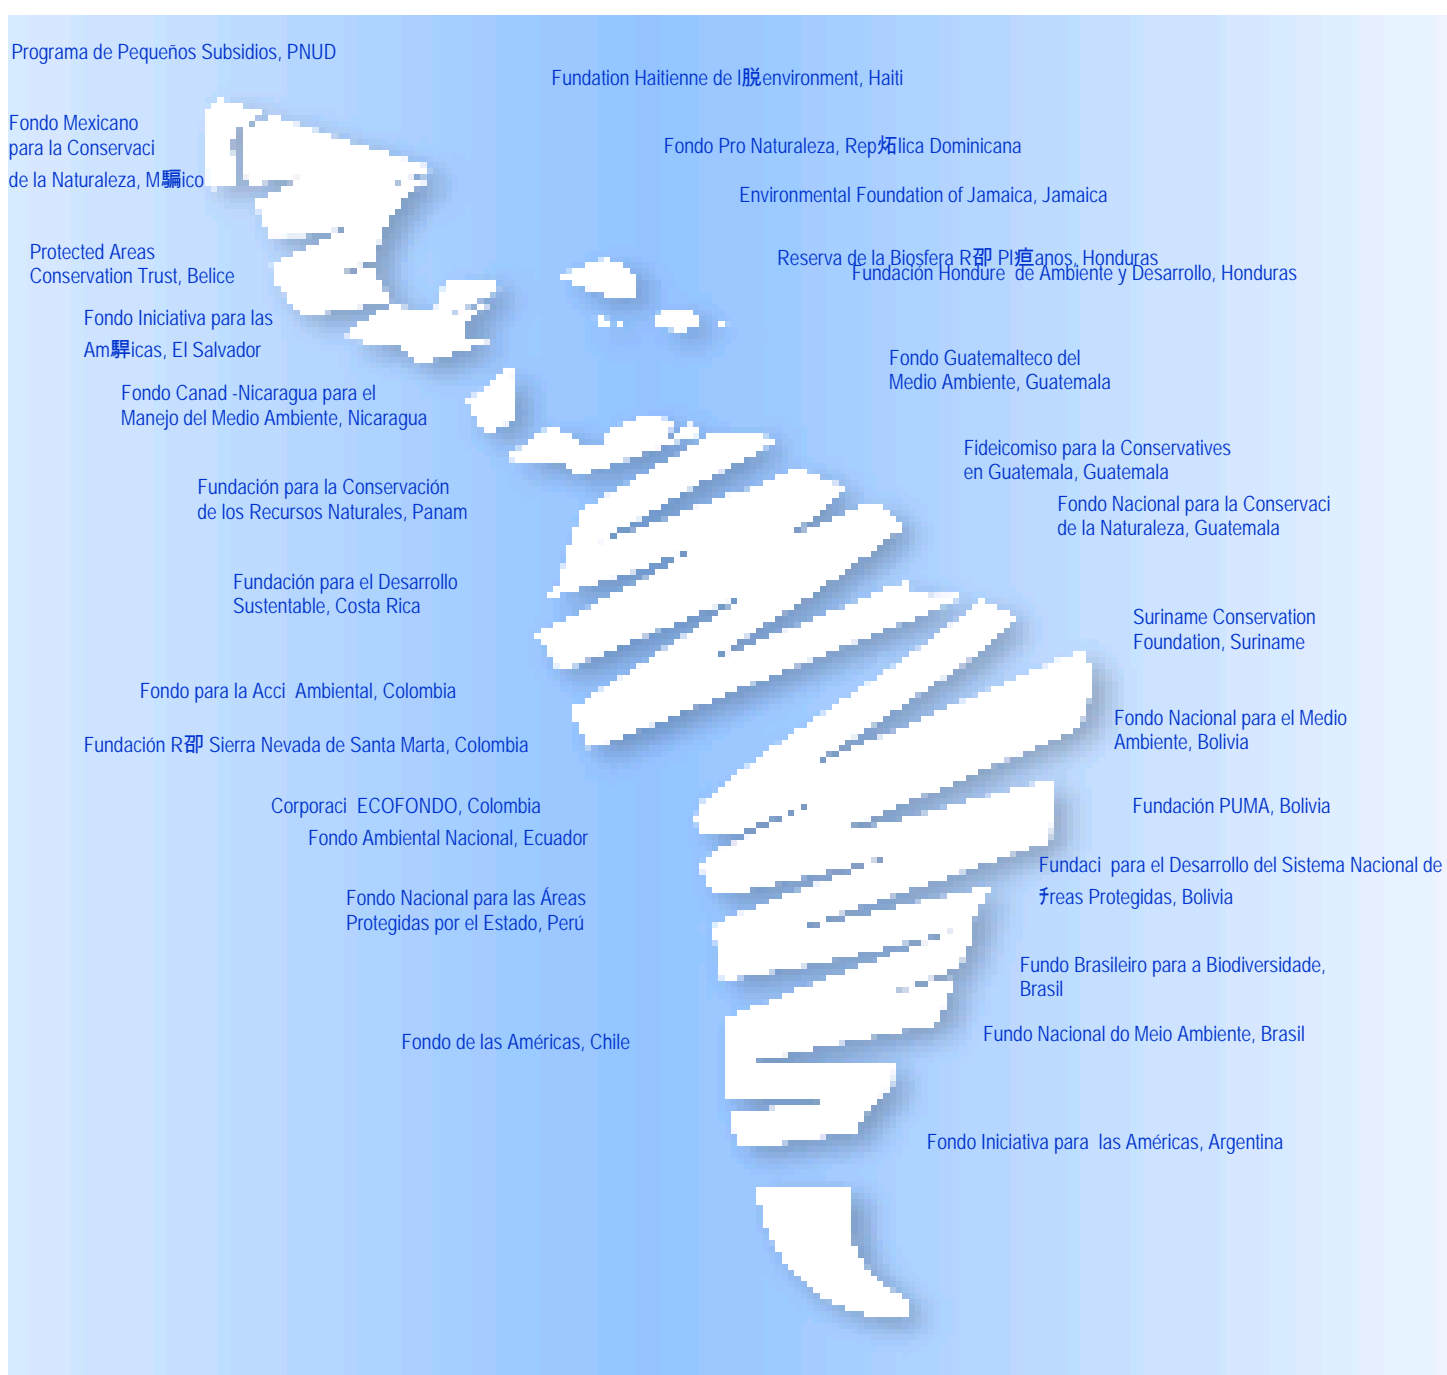 Programa de Pequeños Subsidios, PNUD
Fundation Haitienne de l脱environment, Haiti
Fondo Mexicano
para la Conservaci
de la Naturaleza, M騙ico
Fondo Pro Naturaleza, Rep炻lica Dominicana
Environmental Foundation of Jamaica, Jamaica
Protected Areas
Conservation Trust, Belice
Reserva de la Biosfera R卲 Pl疸anos, Honduras
Fundación Hondure  de Ambiente y Desarrollo, Honduras
Fondo Iniciativa para las
Am駻icas, El Salvador
Fondo Guatemalteco del
Medio Ambiente, Guatemala
Fondo Canad -Nicaragua para el
Manejo del Medio Ambiente, Nicaragua
Fideicomiso para la Conservatives
en Guatemala, Guatemala
Fundación para la Conservación
de los Recursos Naturales, Panam
Fondo Nacional para la Conservaci
de la Naturaleza, Guatemala
Fundación para el Desarrollo
Sustentable, Costa Rica
Suriname Conservation
Foundation, Suriname
Fondo para la Acci  Ambiental, Colombia
Fondo Nacional para el Medio
Ambiente, Bolivia
Fundación R卲 Sierra Nevada de Santa Marta, Colombia
Corporaci  ECOFONDO, Colombia
Fundación PUMA, Bolivia
Fondo Ambiental Nacional, Ecuador
Fundaci  para el Desarrollo del Sistema Nacional de
ﾁreas Protegidas, Bolivia
Fondo Nacional para las Áreas
Protegidas por el Estado, Perú
Fundo Brasileiro para a Biodiversidade,
Brasil
Fondo de las Américas, Chile
Fundo Nacional do Meio Ambiente, Brasil
Fondo Iniciativa para  las Américas, Argentina